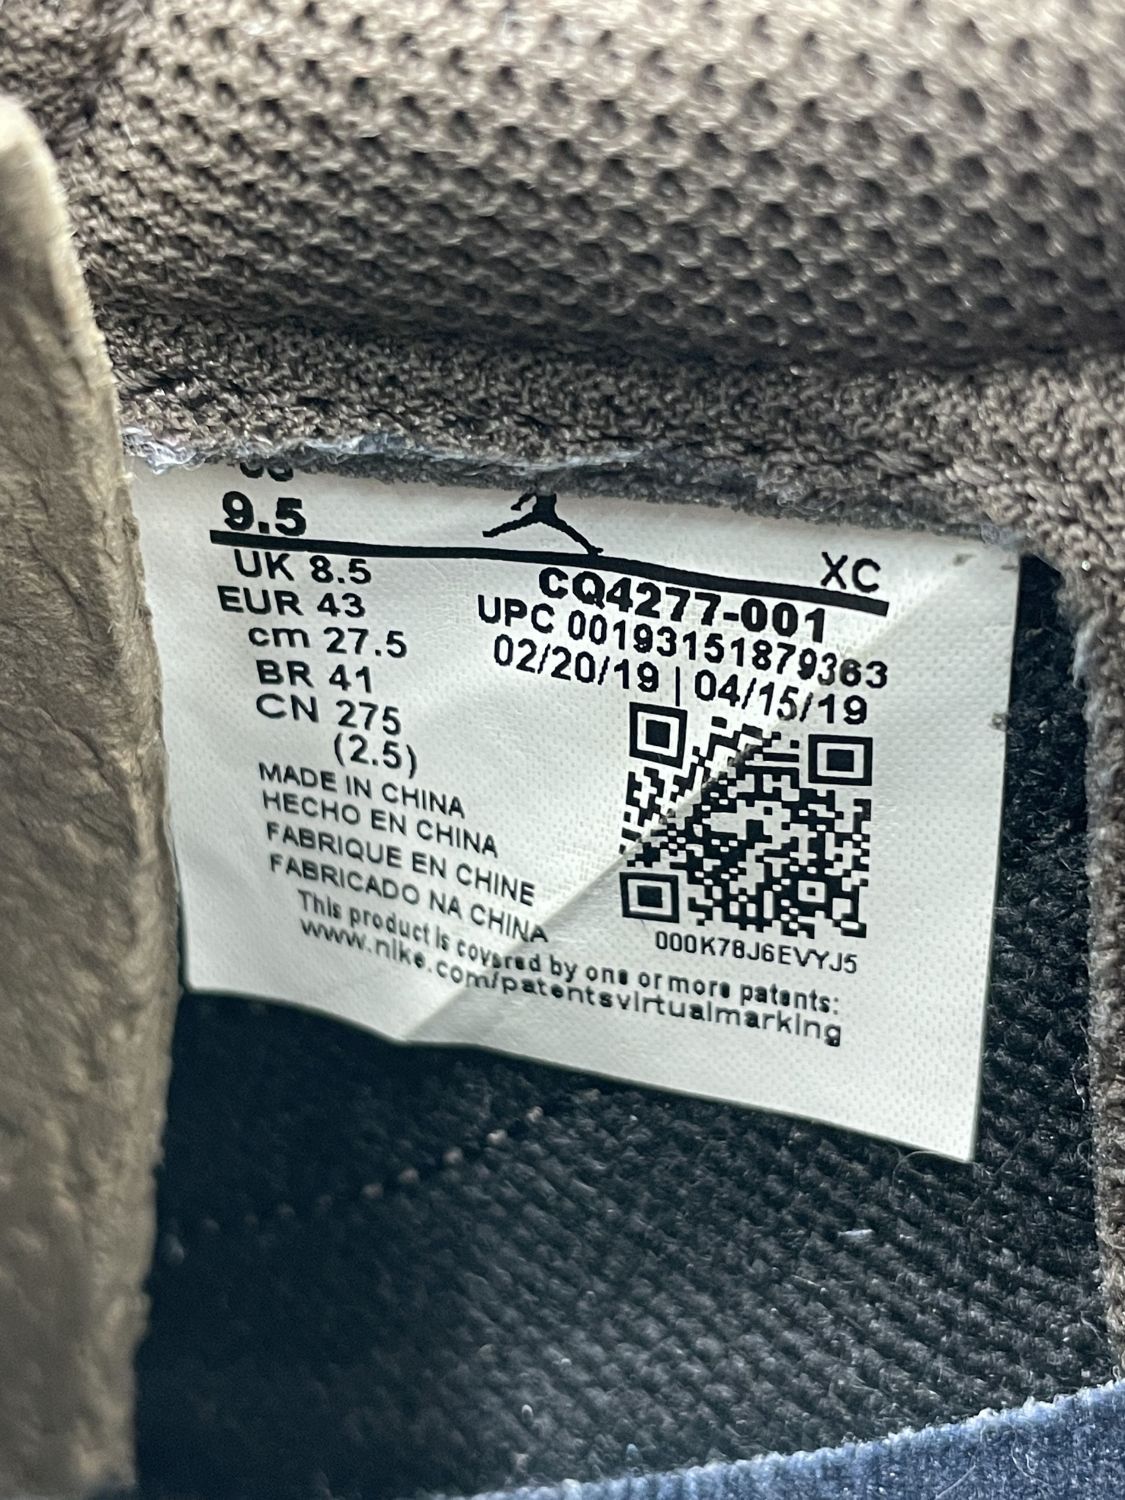 9.5
XC
UK 8.5
EUR 43
cm 27.5
BR 41
CN 275
(2.5)
CQ4277-001
UPC 00193151879363
02/20/19 | 04/15/19
MADE IN CHINA
HECHO EN CHINA
FABRIQUE EN CHINE
FABRICADO NA CHINA
000K78J6EVYJ5
This product is covered by one or more patents:
www.nike.com/patentsvirtualmarking